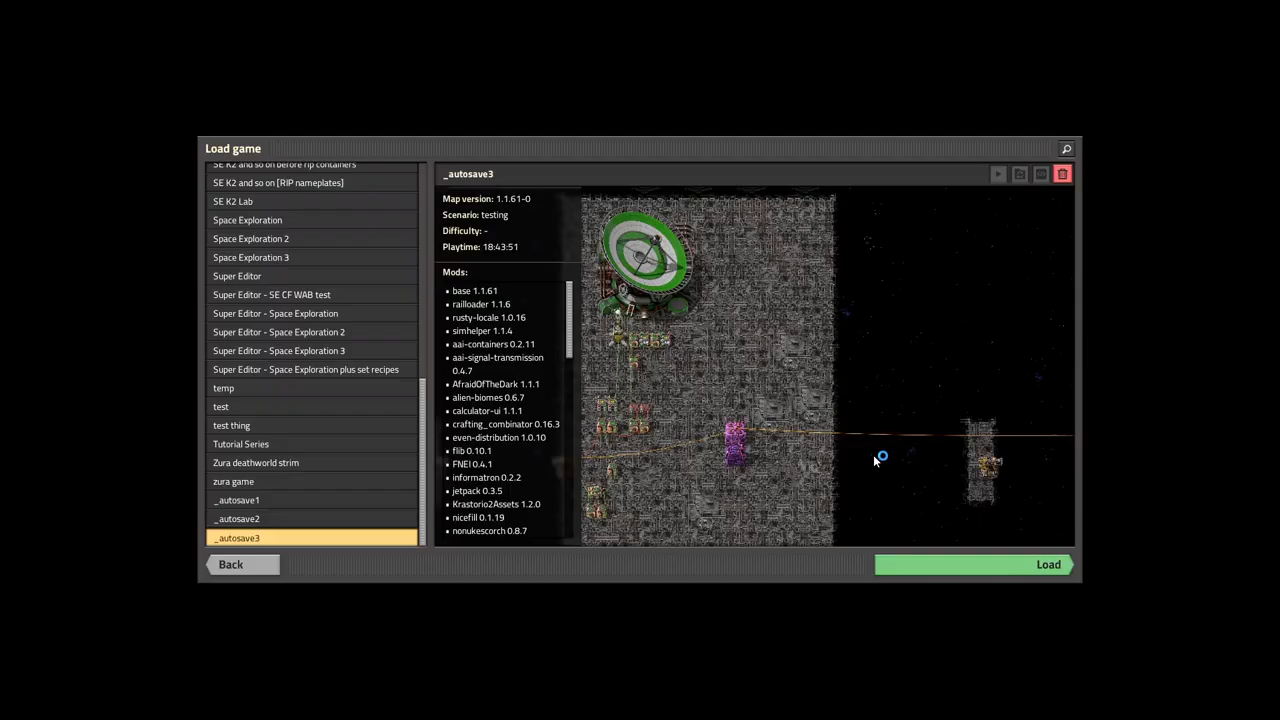 Load game
SE K2 and so on before rip containers
SE K2 and so on [RIP nameplates]
SE K2 Lab
Space Exploration
Space Exploration 2
Space Exploration 3
Super Editor
Super Editor - SE CF WAB test
Super Editor - Space Exploration
Super Editor - Space Exploration 2
Super Editor - Space Exploration 3
Super Editor - Space Exploration plus set recipes
temp
test
test thing
Tutorial Series
Zura deathworld strim
zura game
_autosave1
_autosave2
_autosave3
_autosave3
Map version: 1.1.61-0
Scenario: testing
Difficulty: -
Playtime: 18:43:51
Mods:
▪ base 1.1.61
▪ railloader 1.1.6
▪ rusty-locale 1.0.16
▪ simhelper 1.1.4
▪ aai-containers 0.2.11
▪ aai-signal-transmission
0.4.7
▪ AfraidOfTheDark 1.1.1
▪ alien-biomes 0.6.7
▪ calculator-ui 1.1.1
▪ crafting_combinator 0.16.3
▪ even-distribution 1.0.10
▪ flib 0.10.1
▪ FNEI 0.4.1
▪ informatron 0.2.2
▪ jetpack 0.3.5
▪ Krastorio2Assets 1.2.0
▪ nicefill 0.1.19
▪ nonukescorch 0.8.7
Back
Load